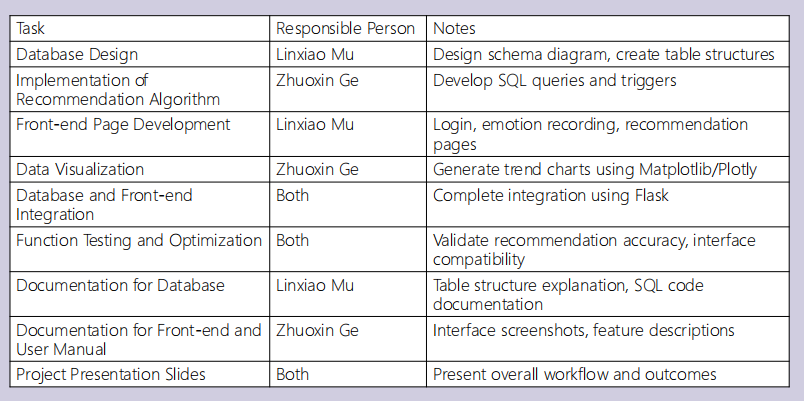 Task Responsible Person Notes
Database Design Linxiao Mu Design schema diagram, create table structures
Implementation of Recommendation Algorithm Zhuoxin Ge Develop SQL queries and triggers
Front-end Page Development Linxiao Mu Login, emotion recording, recommendation pages
Data Visualization Zhuoxin Ge Generate trend charts using Matplotlib/Plotly
Database and Front-end Integration Both Complete integration using Flask
Function Testing and Optimization Both Validate recommendation accuracy, interface compatibility
Documentation for Database Linxiao Mu Table structure explanation, SQL code documentation
Documentation for Front-end and User Manual Zhuoxin Ge Interface screenshots, feature descriptions
Project Presentation Slides Both Present overall workflow and outcomes